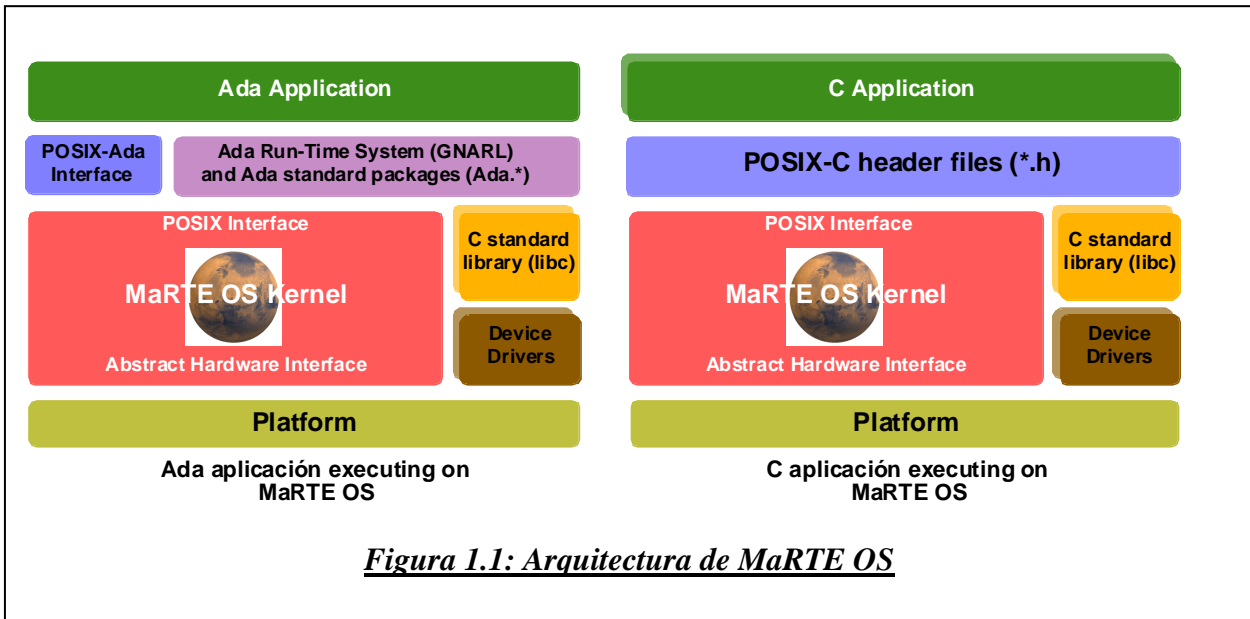 Ada Application
POSIX-Ada
Interface
Ada Run-Time System (GNARL)
and Ada standard packages (Ada.*)
POSIX Interface
MaRTE OS Kernel
Abstract Hardware Interface
C standard
library (libc)
Device
Drivers
Platform
Ada aplicación executing on
MaRTE OS
C Application
POSIX-C header files (*.h)
POSIX Interface
MaRTE OS Kernel
Abstract Hardware Interface
C standard
library (libc)
Device
Drivers
Platform
C aplicación executing on
MaRTE OS
Figura 1.1: Arquitectura de MaRTE OS